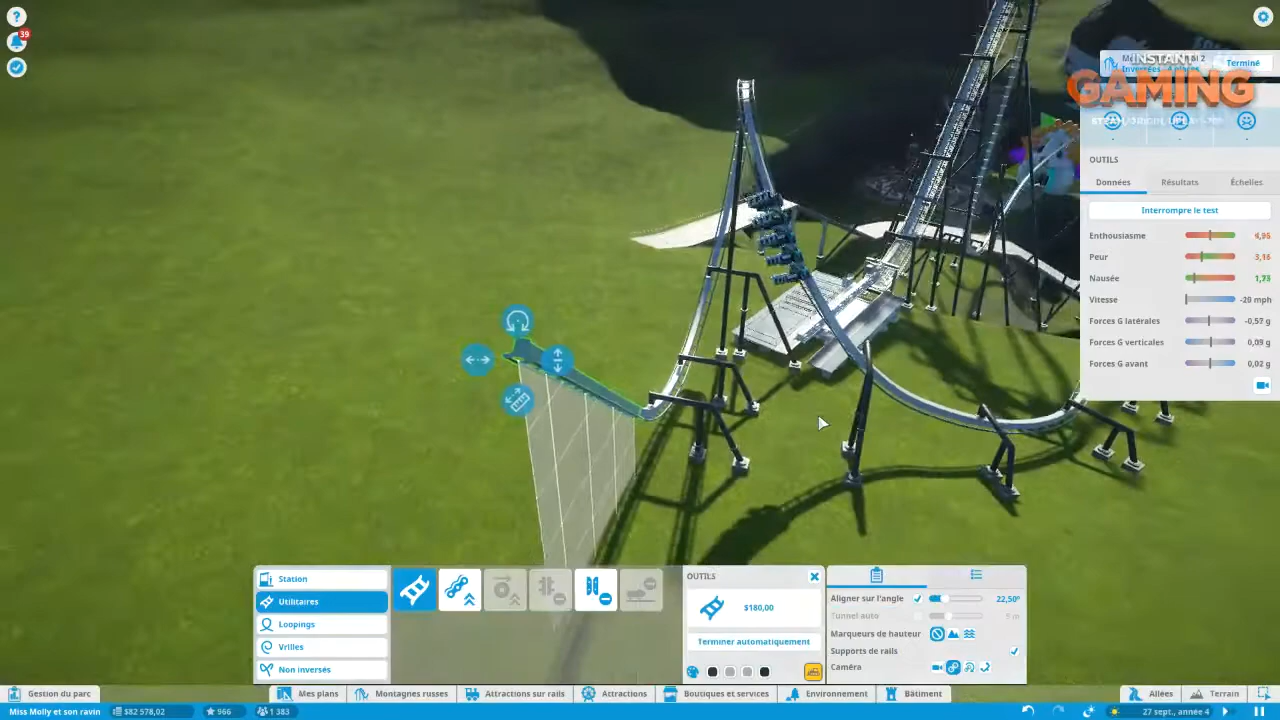 ?
39
INSTANT
GAMING
Terminé
OUTILS
Données Résultats Échelles
Interrompre le test
Enthousiasme 4,96
Peur 3,16
Nausée 1,73
Vitesse -20 mph
Forces G latérales -0,57 g
Forces G verticales 0,09 g
Forces G avant 0,02 g
Station
Utilitaires
Loopings
Vrilles
Non inversés
OUTILS
$180,00
Terminer automatiquement
Aligner sur l'angle 22,50°
Tunnel auto 9 m
Marqueurs de hauteur
Supports de rails
Caméra
Gestion du parc Mes plans Montagnes russes Attractions sur rails Attractions Boutiques et services Environnement Bâtiment Allées Terrain
Miss Molly et son ravin $82 578,02 966 1 383 27 sept., année 4